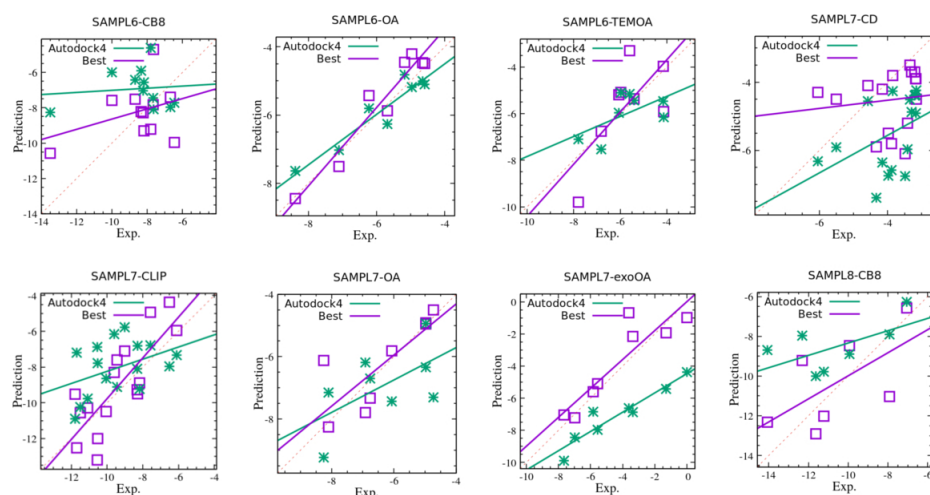 SAMPL6-CB8
Autodock4
Best
Prediction
-4
-6
-8
-10
-12
-14
-14
-12
-10
-8
-6
-4
Exp.
SAMPL6-OA
Autodock4
Best
Prediction
-4
-6
-8
-8
-6
-4
Exp.
SAMPL6-TEMOA
Autodock4
Best
Prediction
-4
-6
-8
-10
-10
-8
-6
-4
Exp.
SAMPL7-CD
Autodock4
Best
Prediction
-4
-6
-8
-6
-4
Exp.
SAMPL7-CLIP
Autodock4
Best
Prediction
-4
-6
-8
-10
-12
-12
-10
-8
-6
-4
Exp.
SAMPL7-OA
Autodock4
Best
Prediction
-4
-6
-8
-10
-8
-6
-4
Exp.
SAMPL7-exoOA
Autodock4
Best
Prediction
0
-2
-4
-6
-8
-10
-10
-8
-6
-4
-2
0
Exp.
SAMPL8-CB8
Autodock4
Best
Prediction
-6
-8
-10
-12
-14
-14
-12
-10
-8
-6
Exp.